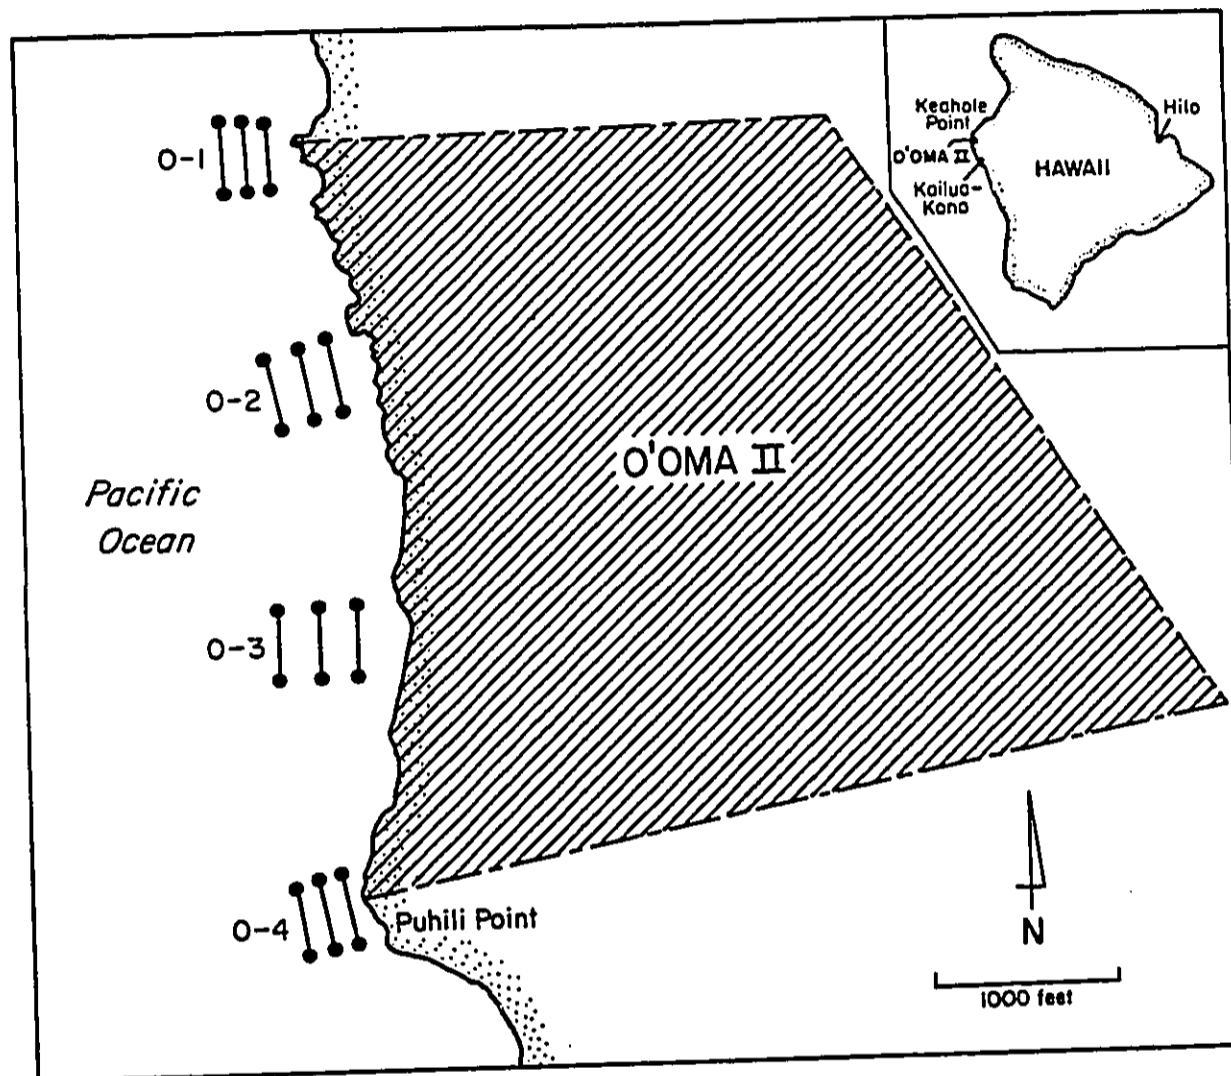 Keahole
Point
Hilo
O'OMA II
HAWAII
Kailua-
Kona
O-1
O-2
O'OMA II
Pacific
Ocean
O-3
O-4
Puhili Point
N
1000 feet